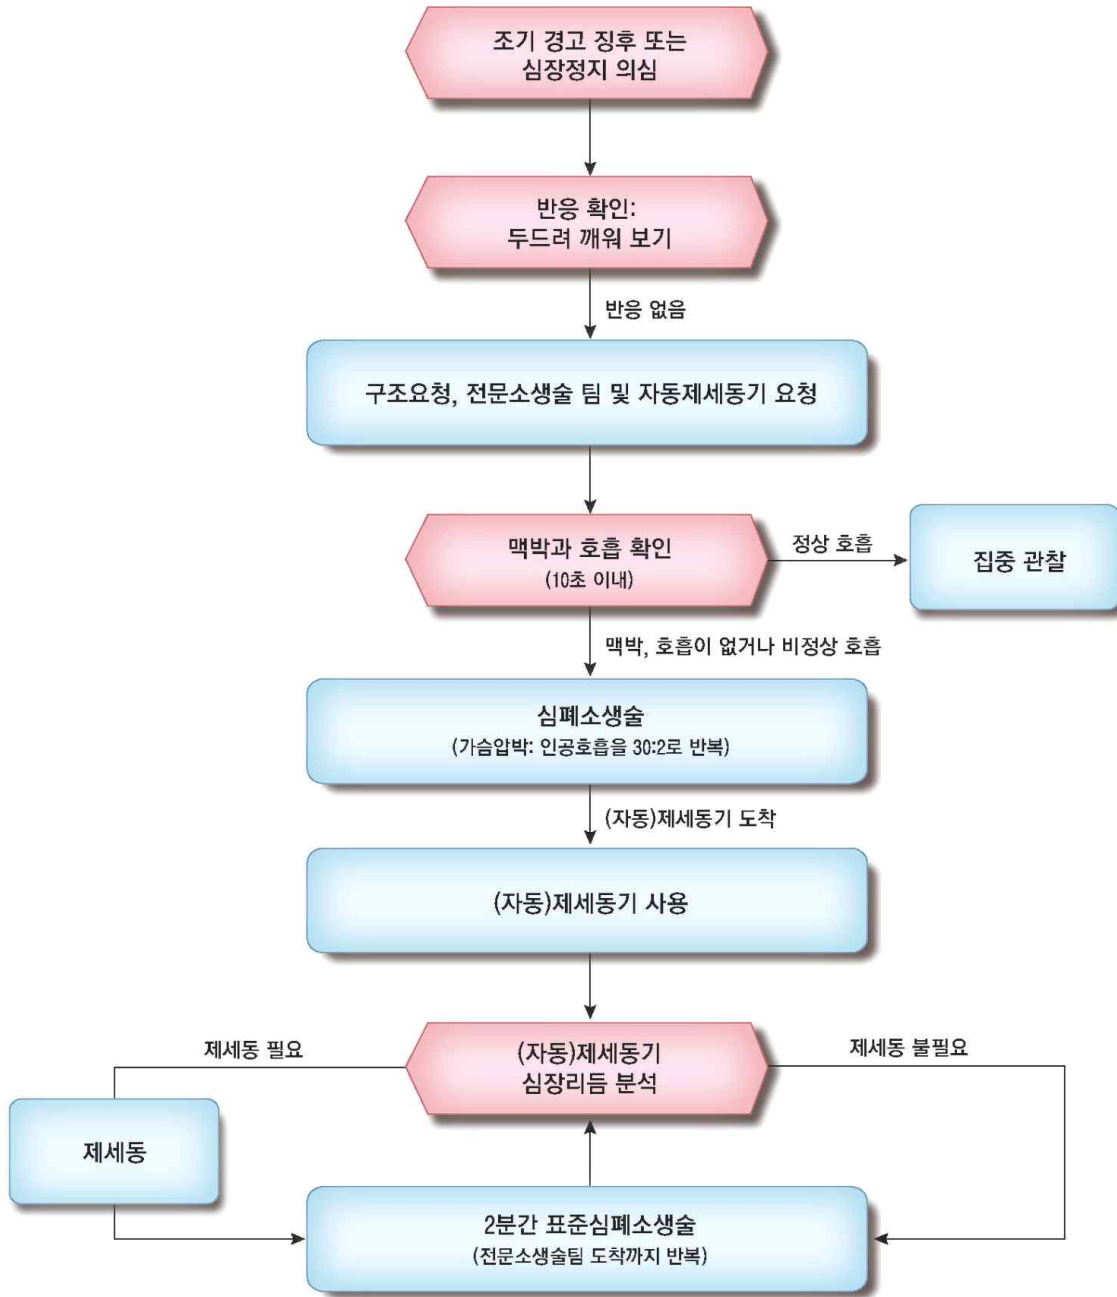 조기 경고 징후 또는
심장정지 의심
반응 확인:
두드려 깨워 보기
반응 없음
구조요청, 전문소생술 팀 및 자동제세동기 요청
맥박과 호흡 확인
(10초 이내)
정상 호흡
집중 관찰
맥박, 호흡이 없거나 비정상 호흡
심폐소생술
(가슴압박: 인공호흡을 30:2로 반복)
(자동)제세동기 도착
(자동)제세동기 사용
제세동 필요
(자동)제세동기
심장리듬 분석
제세동 불필요
제세동
2분간 표준심폐소생술
(전문소생술팀 도착까지 반복)